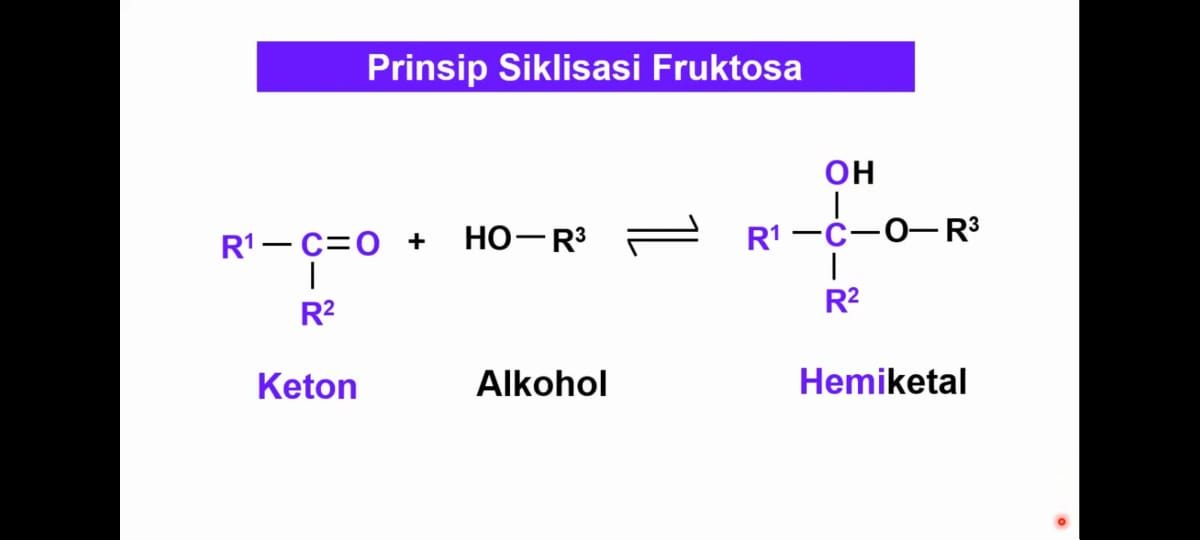 Prinsip Siklisasi Fruktosa
OH
R¹ — C=O + HO—R³ ⇌ R¹ —C—O—R³
R² R²
Keton Alkohol Hemiketal